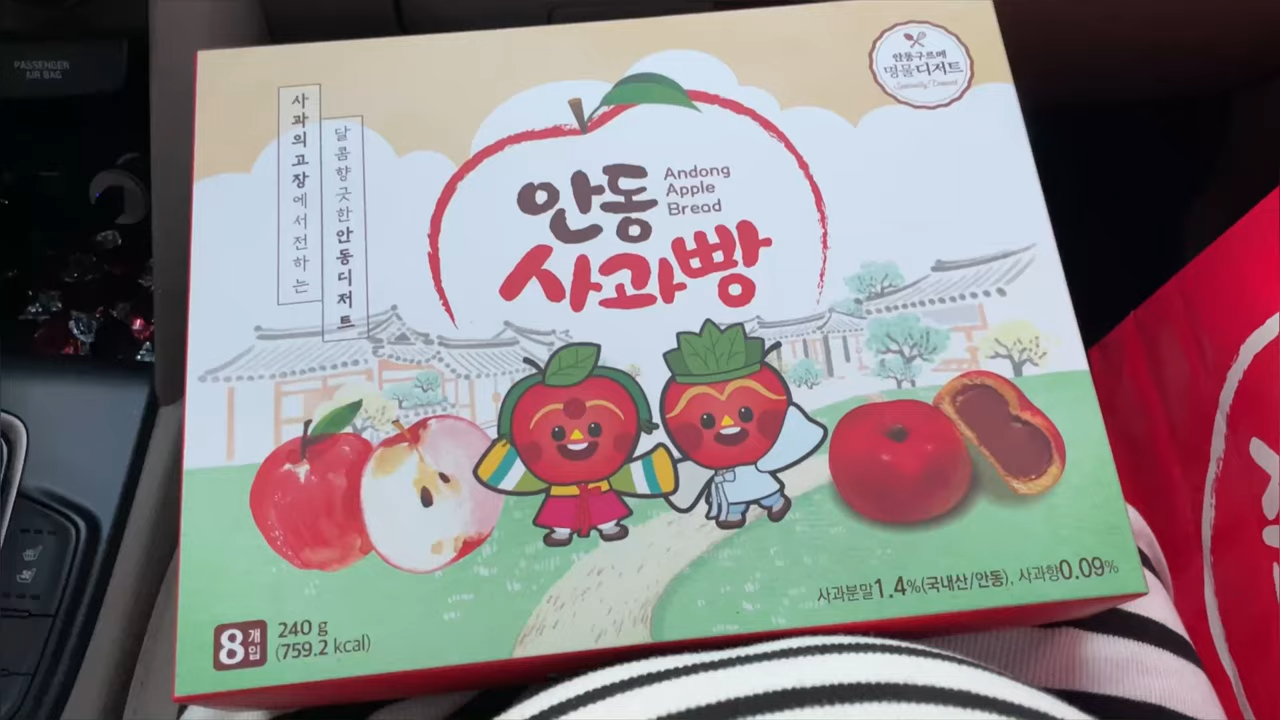 PASSENGER
AIR BAG
안동구르메
명물디저트
Specialty Dessert
사과의고장에서전하는
달콤향긋한안동디저트
안동
사과빵
Andong
Apple
Bread
사과분말1.4%(국내산/안동), 사과향0.09%
8개입
240 g
(759.2 kcal)